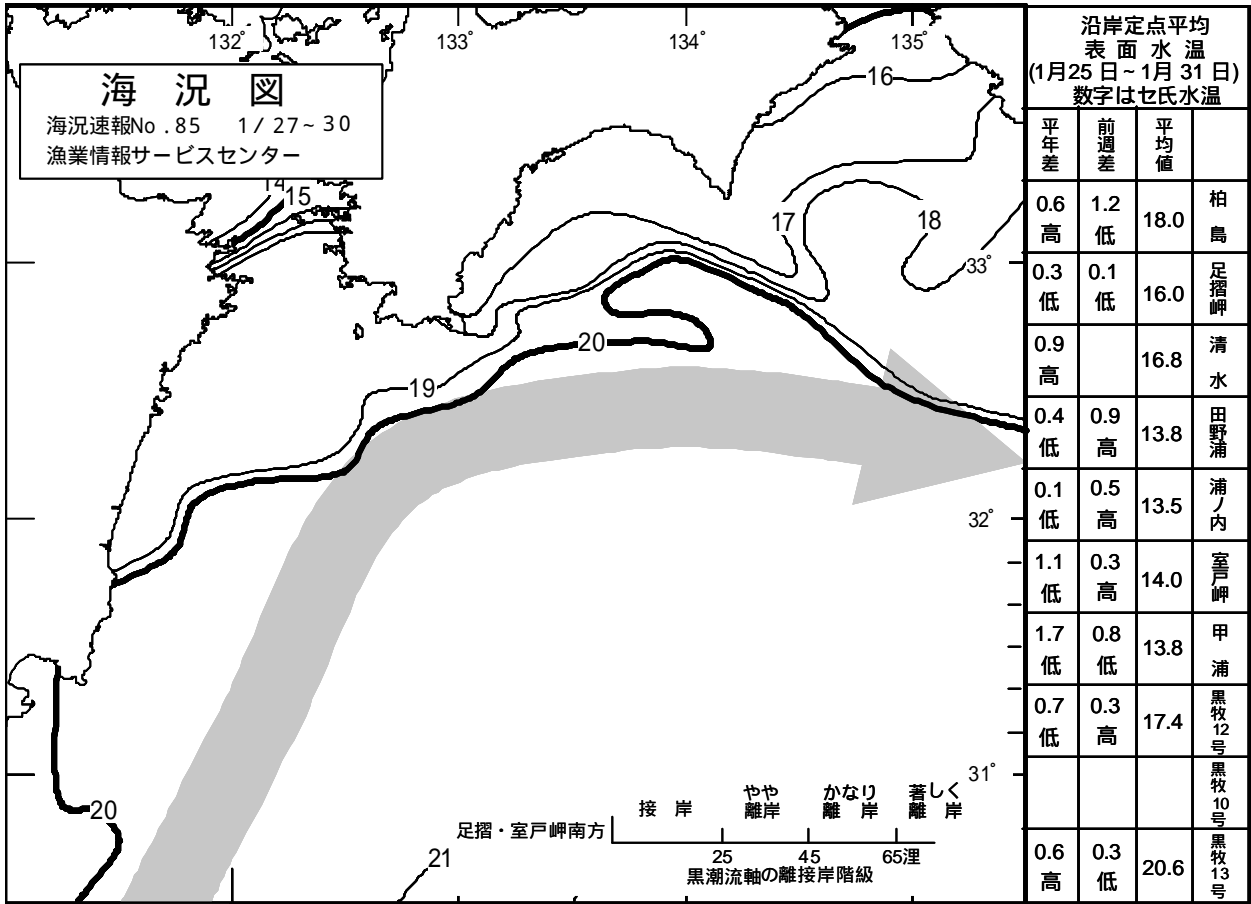 132°
133°
134°
135°
海 況 図
海況速報No.85 1/27~30
漁業情報サービスセンター
14
15
16
17
18
33°
20
19
32°
31°
20
21
接 岸
やや
離岸
かなり
離 岸
著しく
離 岸
足摺・室戸岬南方
25 45 65浬
黒潮流軸の離接岸階級
沿岸定点平均
表 面 水 温
(1月25日~1月31日)
数字はセ氏水温
平年差 前週差 平均値
0.6高 1.2低 18.0 柏島
0.3低 0.1低 16.0 足摺岬
0.9高 16.8 清水
0.4低 0.9高 13.8 田野浦
0.1低 0.5高 13.5 浦ノ内
1.1低 0.3高 14.0 室戸岬
1.7低 0.8低 13.8 甲浦
0.7低 0.3高 17.4 黒牧12号
黒牧10号
0.6高 0.3低 20.6 黒牧13号